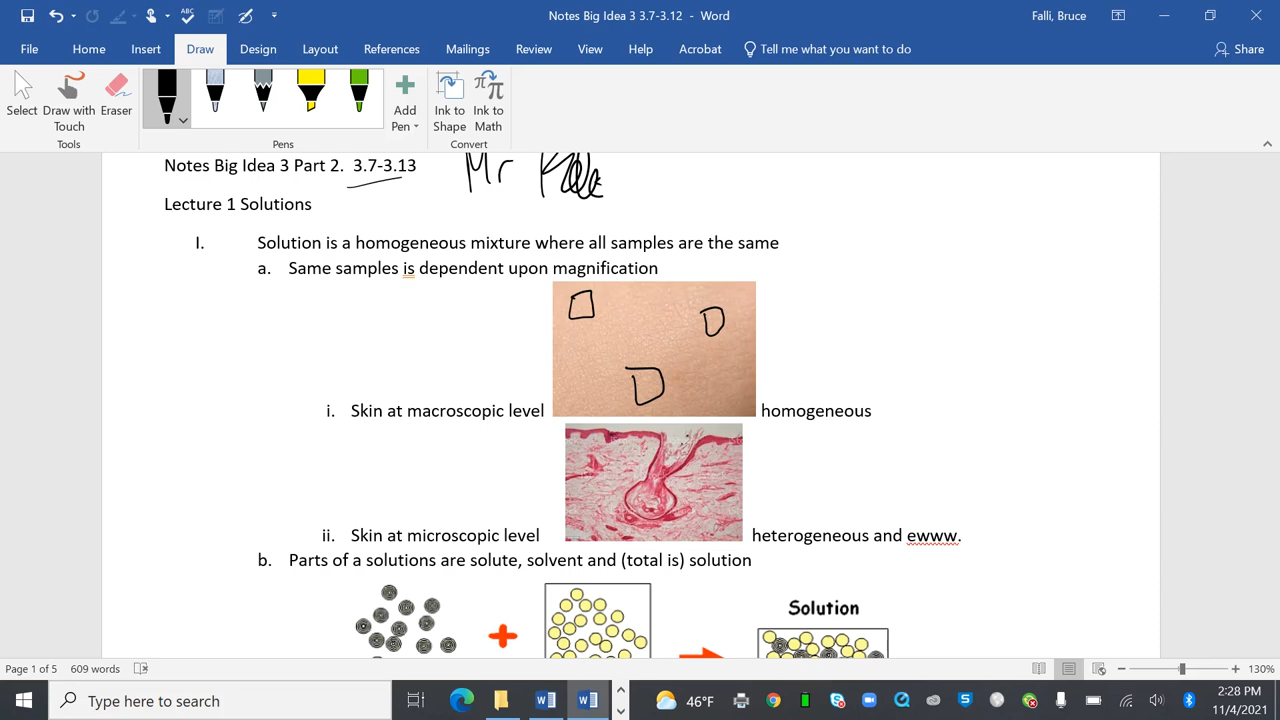 Notes Big Idea 3 3.7-3.12 - Word
Falli, Bruce
File Home Insert Draw Design Layout References Mailings Review View Help Acrobat Tell me what you want to do Share
Select Draw with Touch Eraser Add Pen Ink to Shape Ink to Math
Tools Pens Convert
Notes Big Idea 3 Part 2. 3.7-3.13 Mr
Lecture 1 Solutions
I. Solution is a homogeneous mixture where all samples are the same
a. Same samples is dependent upon magnification
i. Skin at macroscopic level homogeneous
ii. Skin at microscopic level heterogeneous and ewww.
b. Parts of a solutions are solute, solvent and (total is) solution
Solution
Page 1 of 5 609 words 130%
Type here to search 46°F 2:28 PM
11/4/2021